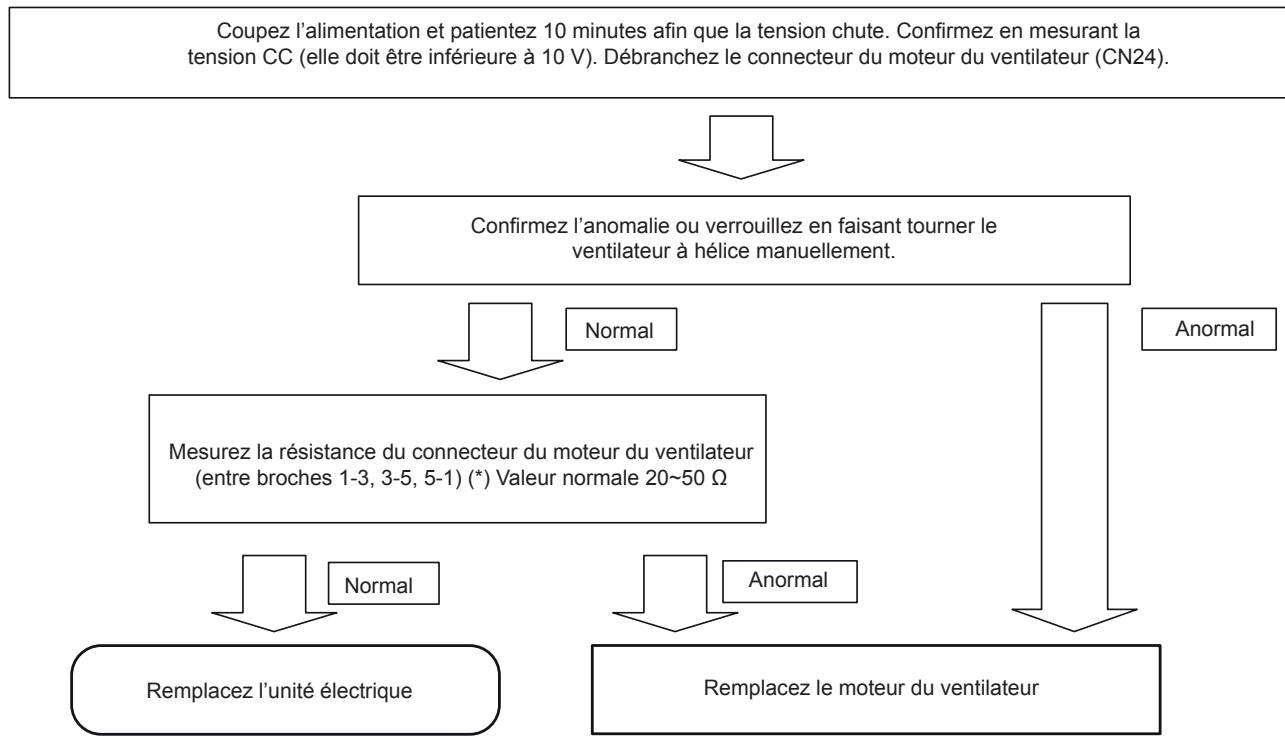 Coupez l’alimentation et patientez 10 minutes afin que la tension chute. Confirmez en mesurant la
tension CC (elle doit être inférieure à 10 V). Débranchez le connecteur du moteur du ventilateur (CN24).
Confirmez l’anomalie ou verrouillez en faisant tourner le
ventilateur à hélice manuellement.
Normal
Anormal
Mesurez la résistance du connecteur du moteur du ventilateur
(entre broches 1-3, 3-5, 5-1) (*) Valeur normale 20~50 Ω
Normal
Anormal
Remplacez l’unité électrique
Remplacez le moteur du ventilateur